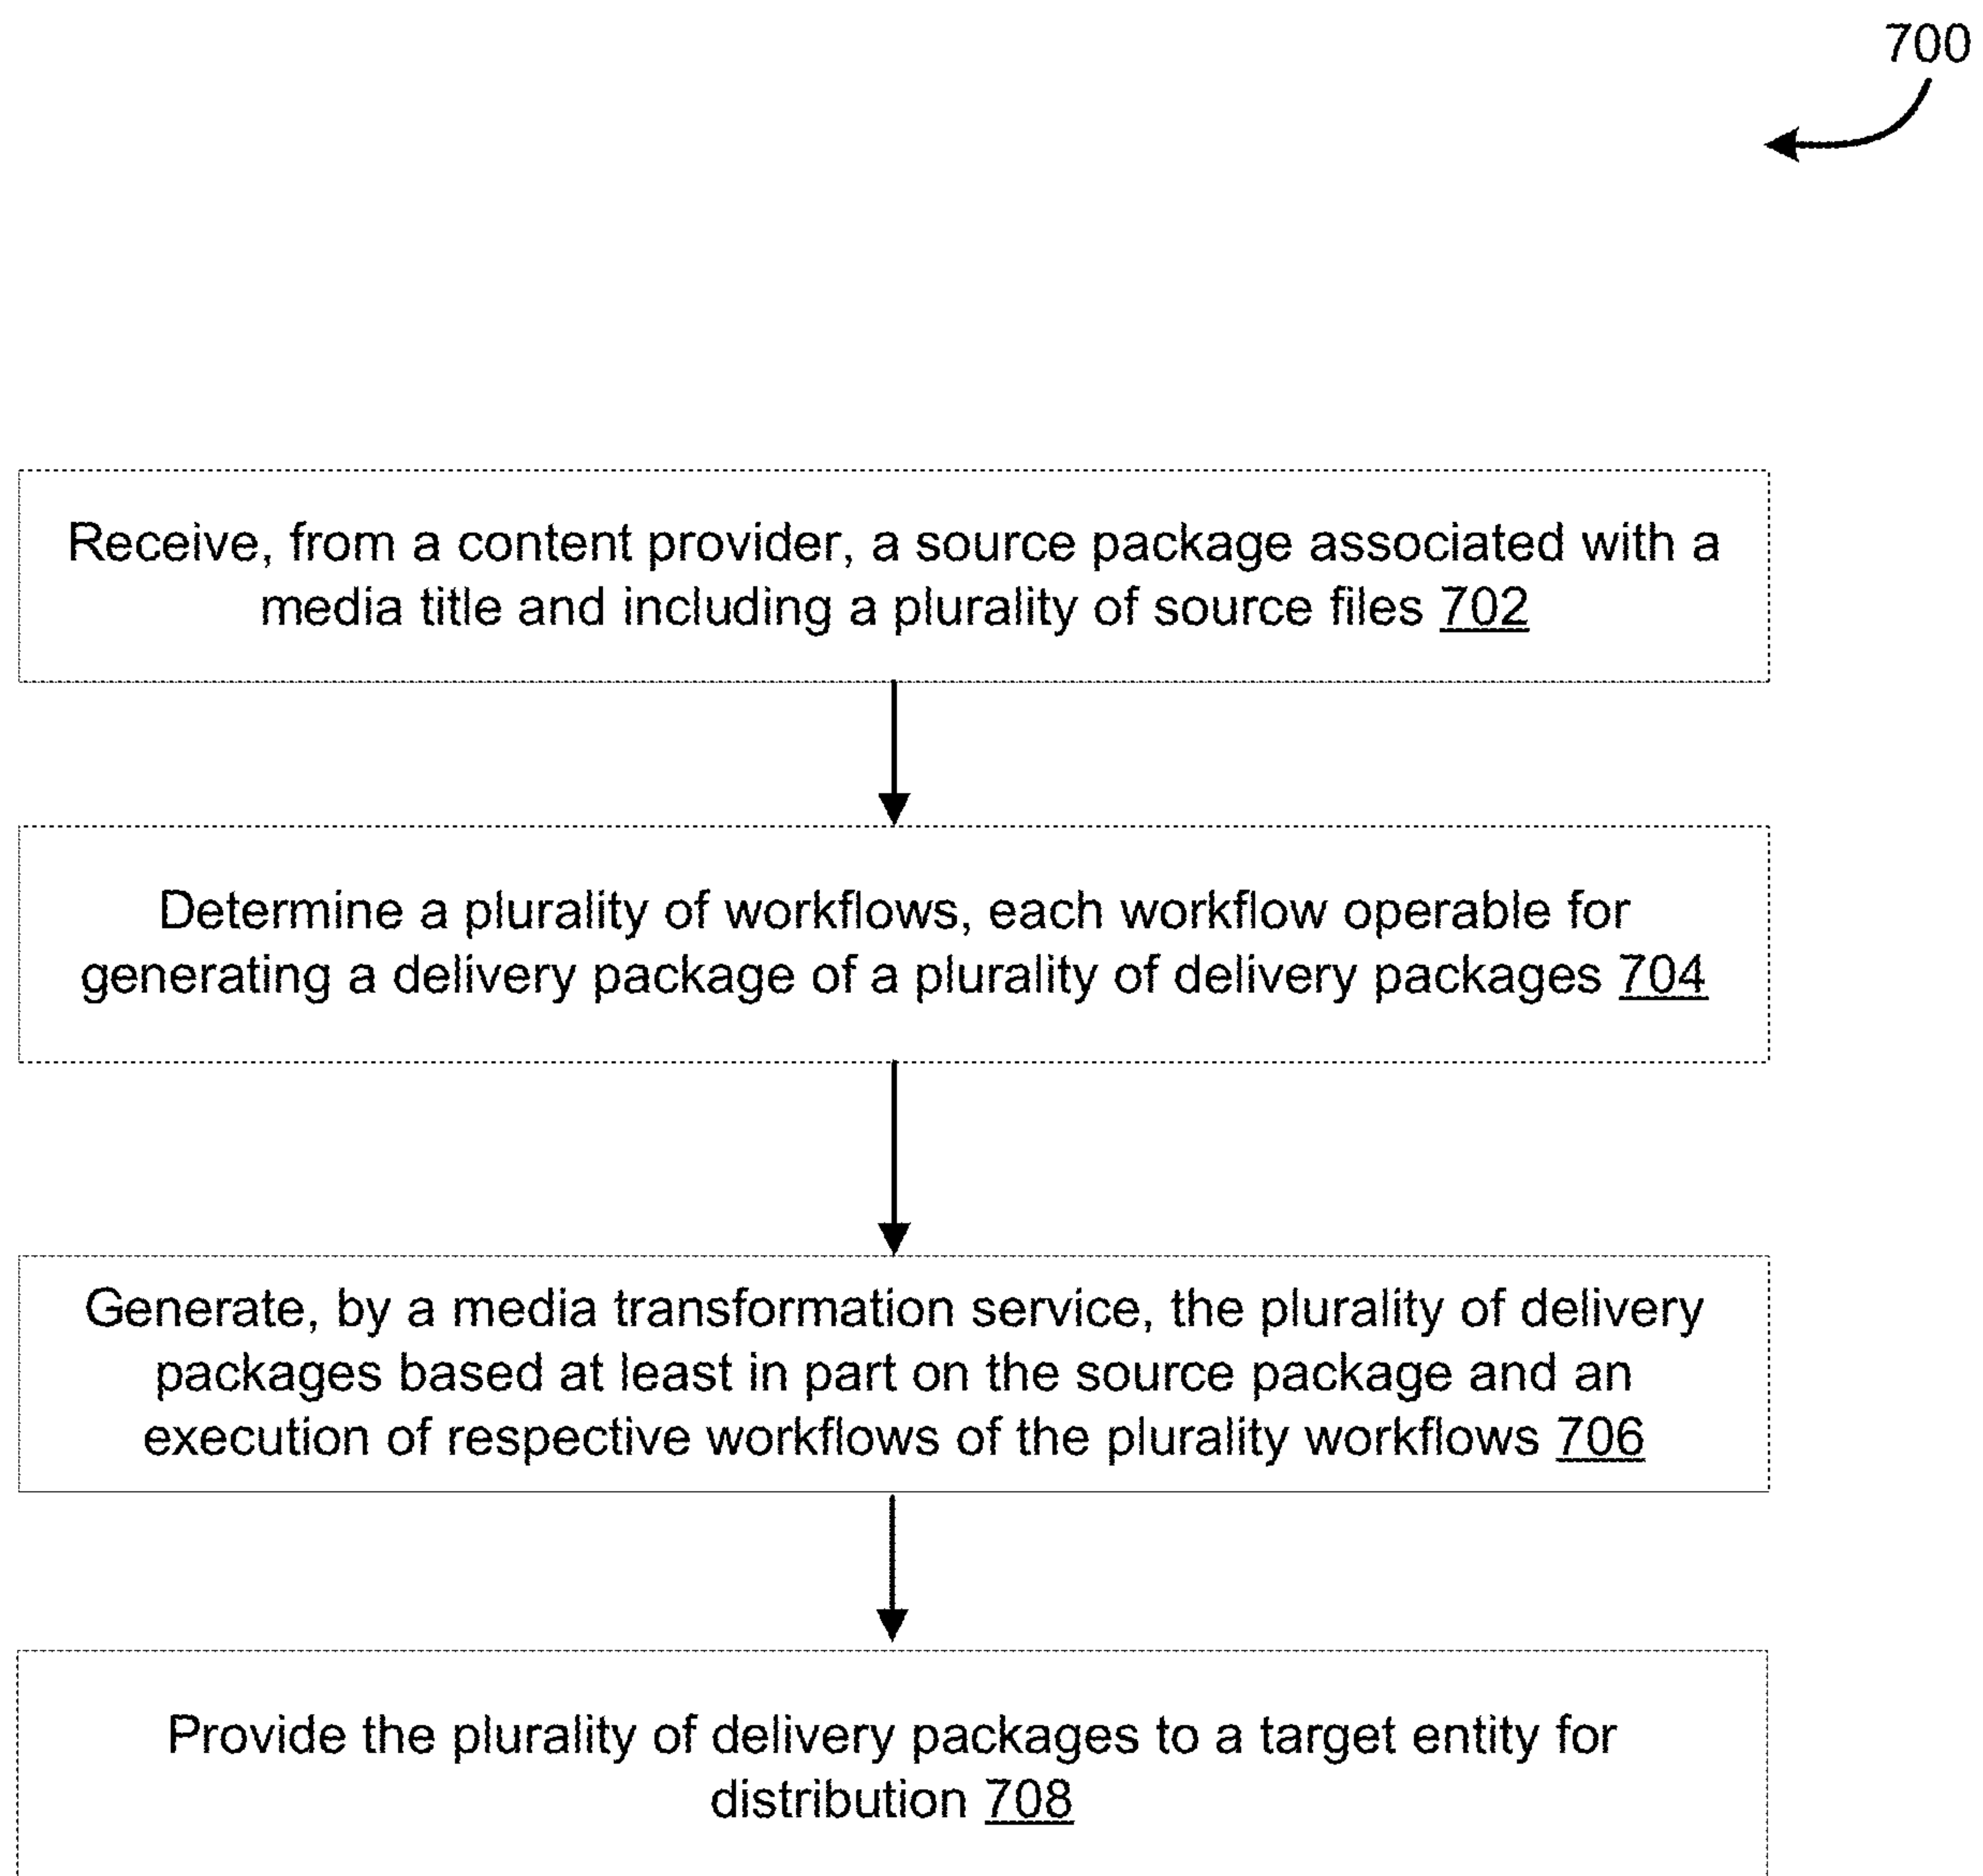 700
Receive, from a content provider, a source package associated with a
media title and including a plurality of source files 702
Determine a plurality of workflows, each workflow operable for
generating a delivery package of a plurality of delivery packages 704
Generate, by a media transformation service, the plurality of delivery
packages based at least in part on the source package and an
execution of respective workflows of the plurality workflows 706
Provide the plurality of delivery packages to a target entity for
distribution 708